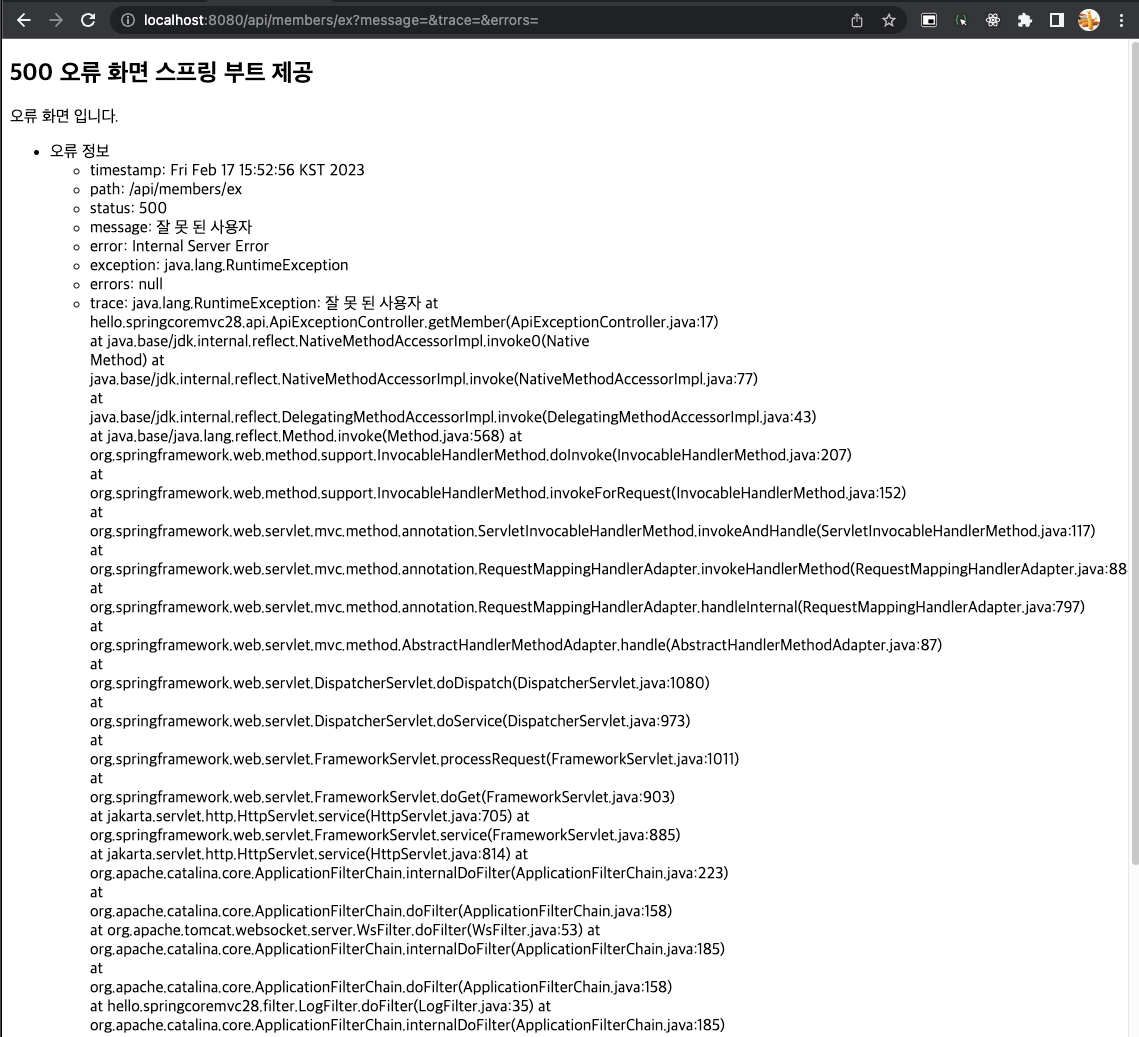 localhost:8080/api/members/ex?message=&trace=&errors=
500 오류 화면 스프링 부트 제공
오류 화면 입니다.
오류 정보
timestamp: Fri Feb 17 15:52:56 KST 2023
path: /api/members/ex
status: 500
message: 잘 못 된 사용자
error: Internal Server Error
exception: java.lang.RuntimeException
errors: null
trace: java.lang.RuntimeException: 잘 못 된 사용자 at
hello.springcoremvc28.api.ApiExceptionController.getMember(ApiExceptionController.java:17)
at java.base/jdk.internal.reflect.NativeMethodAccessorImpl.invoke0(Native
Method) at
java.base/jdk.internal.reflect.NativeMethodAccessorImpl.invoke(NativeMethodAccessorImpl.java:77)
at
java.base/jdk.internal.reflect.DelegatingMethodAccessorImpl.invoke(DelegatingMethodAccessorImpl.java:43)
at java.base/java.lang.reflect.Method.invoke(Method.java:568) at
org.springframework.web.method.support.InvocableHandlerMethod.doInvoke(InvocableHandlerMethod.java:207)
at
org.springframework.web.method.support.InvocableHandlerMethod.invokeForRequest(InvocableHandlerMethod.java:152)
at
org.springframework.web.servlet.mvc.method.annotation.ServletInvocableHandlerMethod.invokeAndHandle(ServletInvocableHandlerMethod.java:117)
at
org.springframework.web.servlet.mvc.method.annotation.RequestMappingHandlerAdapter.invokeHandlerMethod(RequestMappingHandlerAdapter.java:88
at
org.springframework.web.servlet.mvc.method.annotation.RequestMappingHandlerAdapter.handleInternal(RequestMappingHandlerAdapter.java:797)
at
org.springframework.web.servlet.mvc.method.AbstractHandlerMethodAdapter.handle(AbstractHandlerMethodAdapter.java:87)
at
org.springframework.web.servlet.DispatcherServlet.doDispatch(DispatcherServlet.java:1080)
at
org.springframework.web.servlet.DispatcherServlet.doService(DispatcherServlet.java:973)
at
org.springframework.web.servlet.FrameworkServlet.processRequest(FrameworkServlet.java:1011)
at
org.springframework.web.servlet.FrameworkServlet.doGet(FrameworkServlet.java:903)
at jakarta.servlet.http.HttpServlet.service(HttpServlet.java:705) at
org.springframework.web.servlet.FrameworkServlet.service(FrameworkServlet.java:885)
at jakarta.servlet.http.HttpServlet.service(HttpServlet.java:814) at
org.apache.catalina.core.ApplicationFilterChain.internalDoFilter(ApplicationFilterChain.java:223)
at
org.apache.catalina.core.ApplicationFilterChain.doFilter(ApplicationFilterChain.java:158)
at org.apache.tomcat.websocket.server.WsFilter.doFilter(WsFilter.java:53) at
org.apache.catalina.core.ApplicationFilterChain.internalDoFilter(ApplicationFilterChain.java:185)
at
org.apache.catalina.core.ApplicationFilterChain.doFilter(ApplicationFilterChain.java:158)
at hello.springcoremvc28.filter.LogFilter.doFilter(LogFilter.java:35) at
org.apache.catalina.core.ApplicationFilterChain.internalDoFilter(ApplicationFilterChain.java:185)